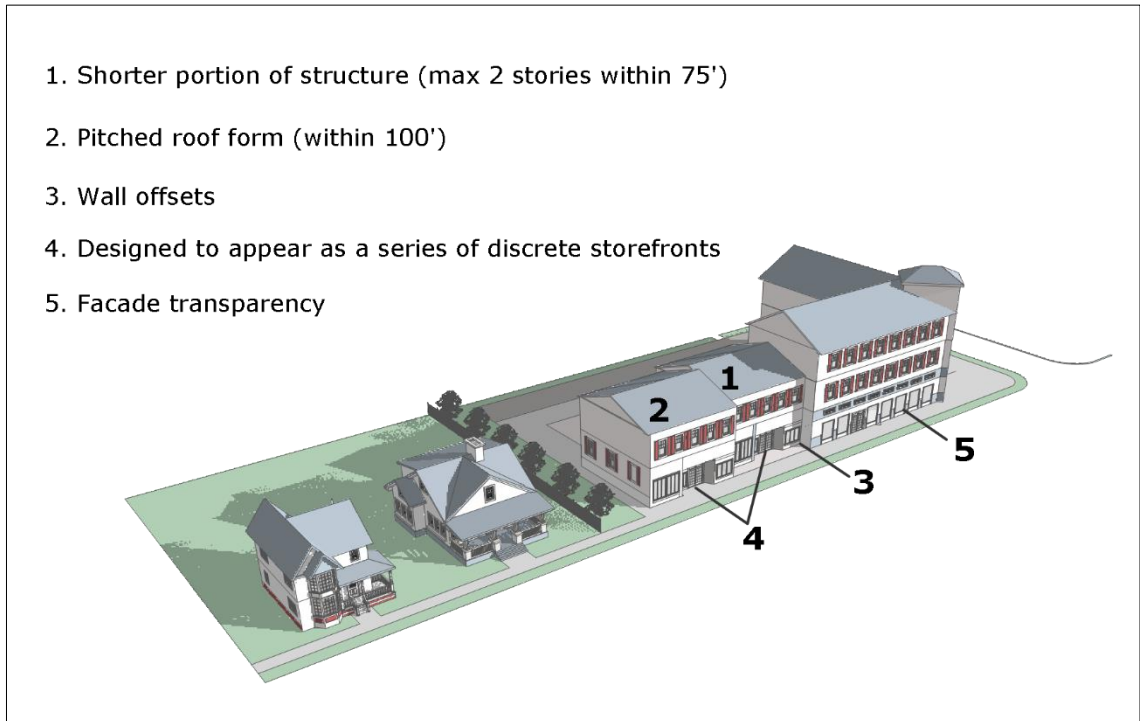 1. Shorter portion of structure (max 2 stories within 75')
2. Pitched roof form (within 100')
3. Wall offsets
4. Designed to appear as a series of discrete storefronts
5. Facade transparency
1
2
5
3
4